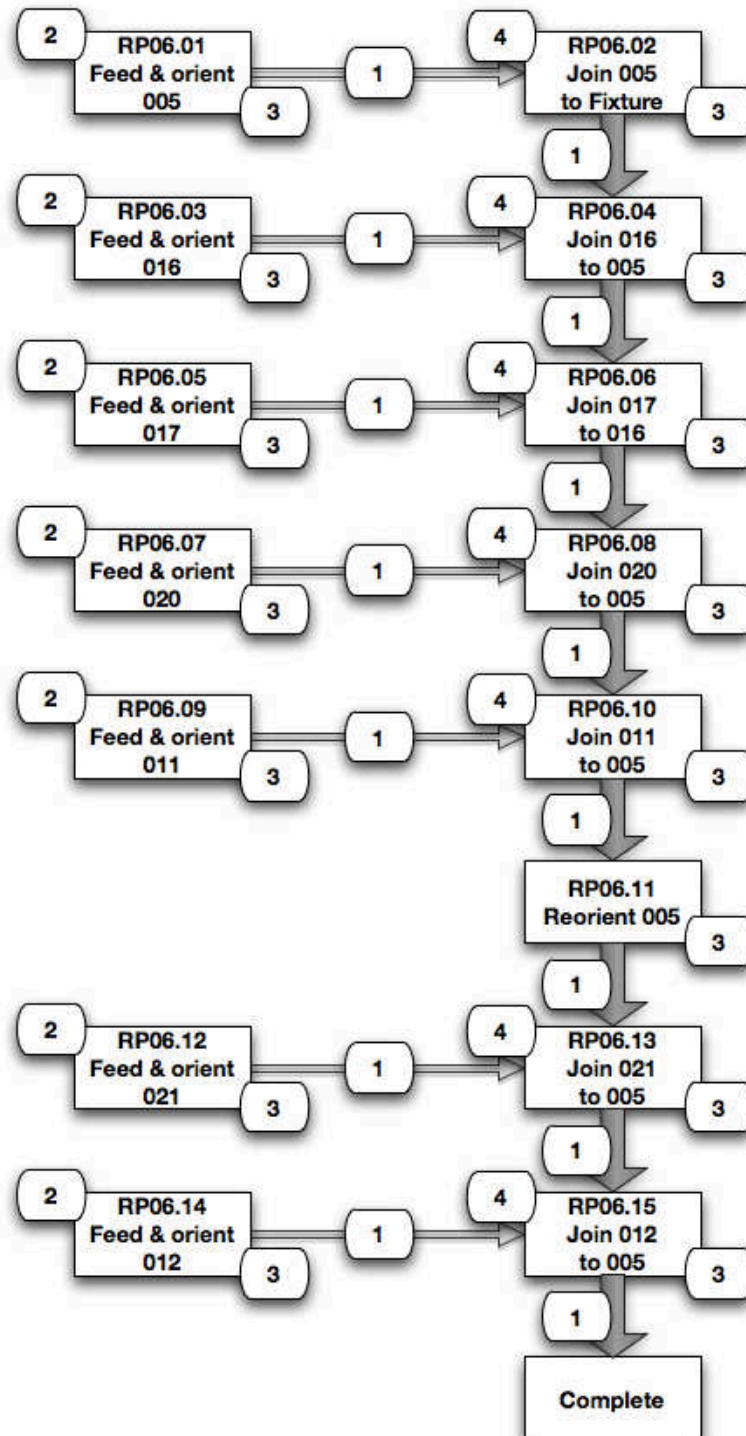 2
RP06.01
Feed & orient
005
3
1
4
RP06.02
Join 005
to Fixture
3
1
2
RP06.03
Feed & orient
016
3
1
4
RP06.04
Join 016
to 005
3
1
2
RP06.05
Feed & orient
017
3
1
4
RP06.06
Join 017
to 016
3
1
2
RP06.07
Feed & orient
020
3
1
4
RP06.08
Join 020
to 005
3
1
2
RP06.09
Feed & orient
011
3
1
4
RP06.10
Join 011
to 005
3
1
RP06.11
Reorient 005
3
1
2
RP06.12
Feed & orient
021
3
1
4
RP06.13
Join 021
to 005
3
1
2
RP06.14
Feed & orient
012
3
1
4
RP06.15
Join 012
to 005
3
1
Complete